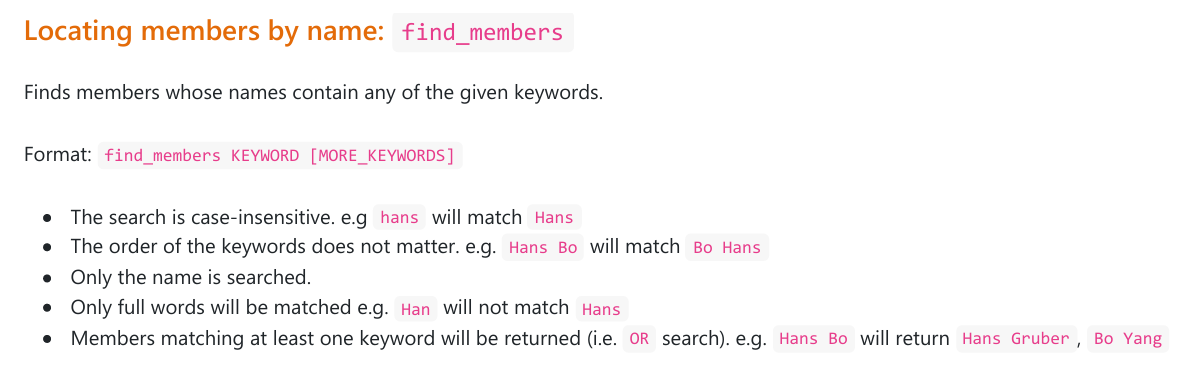 Locating members by name: find_members
Finds members whose names contain any of the given keywords.
Format: find_members KEYWORD [MORE_KEYWORDS]
• The search is case-insensitive. e.g hans will match Hans
• The order of the keywords does not matter. e.g. Hans Bo will match Bo Hans
• Only the name is searched.
• Only full words will be matched e.g. Han will not match Hans
• Members matching at least one keyword will be returned (i.e. OR search). e.g. Hans Bo will return Hans Gruber, Bo Yang